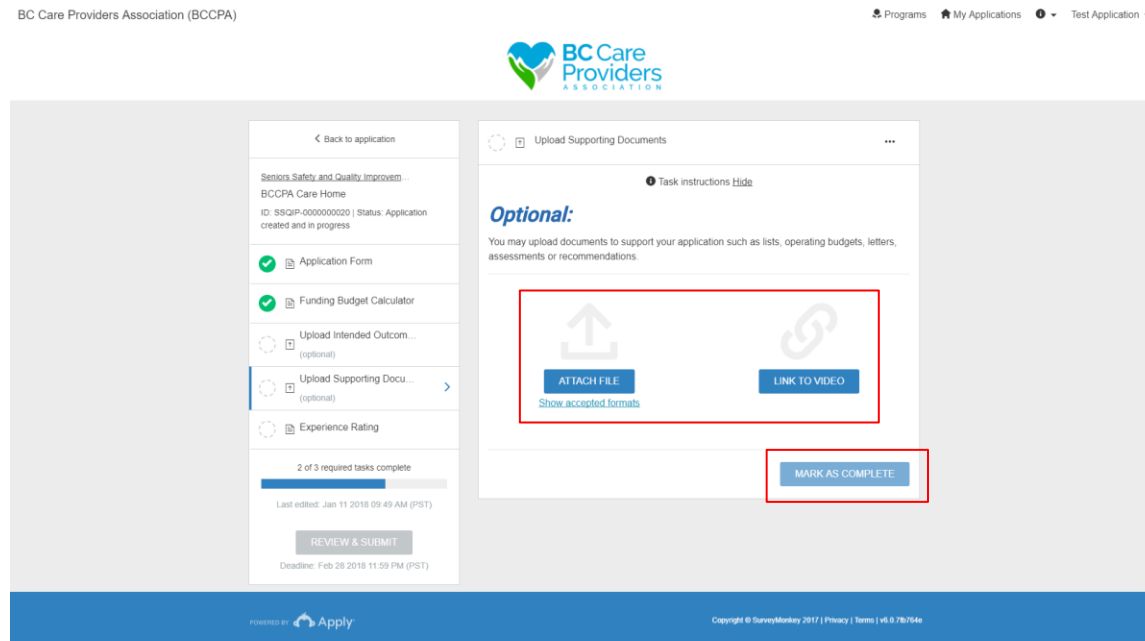 BC Care Providers Association (BCCPA)
Programs My Applications Test Application
BC Care
Providers
ASSOCIATION
Back to application
Seniors Safety and Quality Improvem...
BCCPA Care Home
ID: SSQIP-0000000020 | Status: Application
created and in progress
Application Form
Funding Budget Calculator
Upload Intended Outcom...
(optional)
Upload Supporting Docu...
(optional)
Experience Rating
2 of 3 required tasks complete
Last edited: Jan 11 2018 09:49 AM (PST)
REVIEW & SUBMIT
Deadline: Feb 28 2018 11:59 PM (PST)
Upload Supporting Documents
Task instructions Hide
Optional:
You may upload documents to support your application such as lists, operating budgets, letters,
assessments or recommendations.
ATTACH FILE
Show accepted formats
LINK TO VIDEO
MARK AS COMPLETE
POWERED BY Apply
Copyright © SurveyMonkey 2017 | Privacy | Terms | v6.0.7fb764e